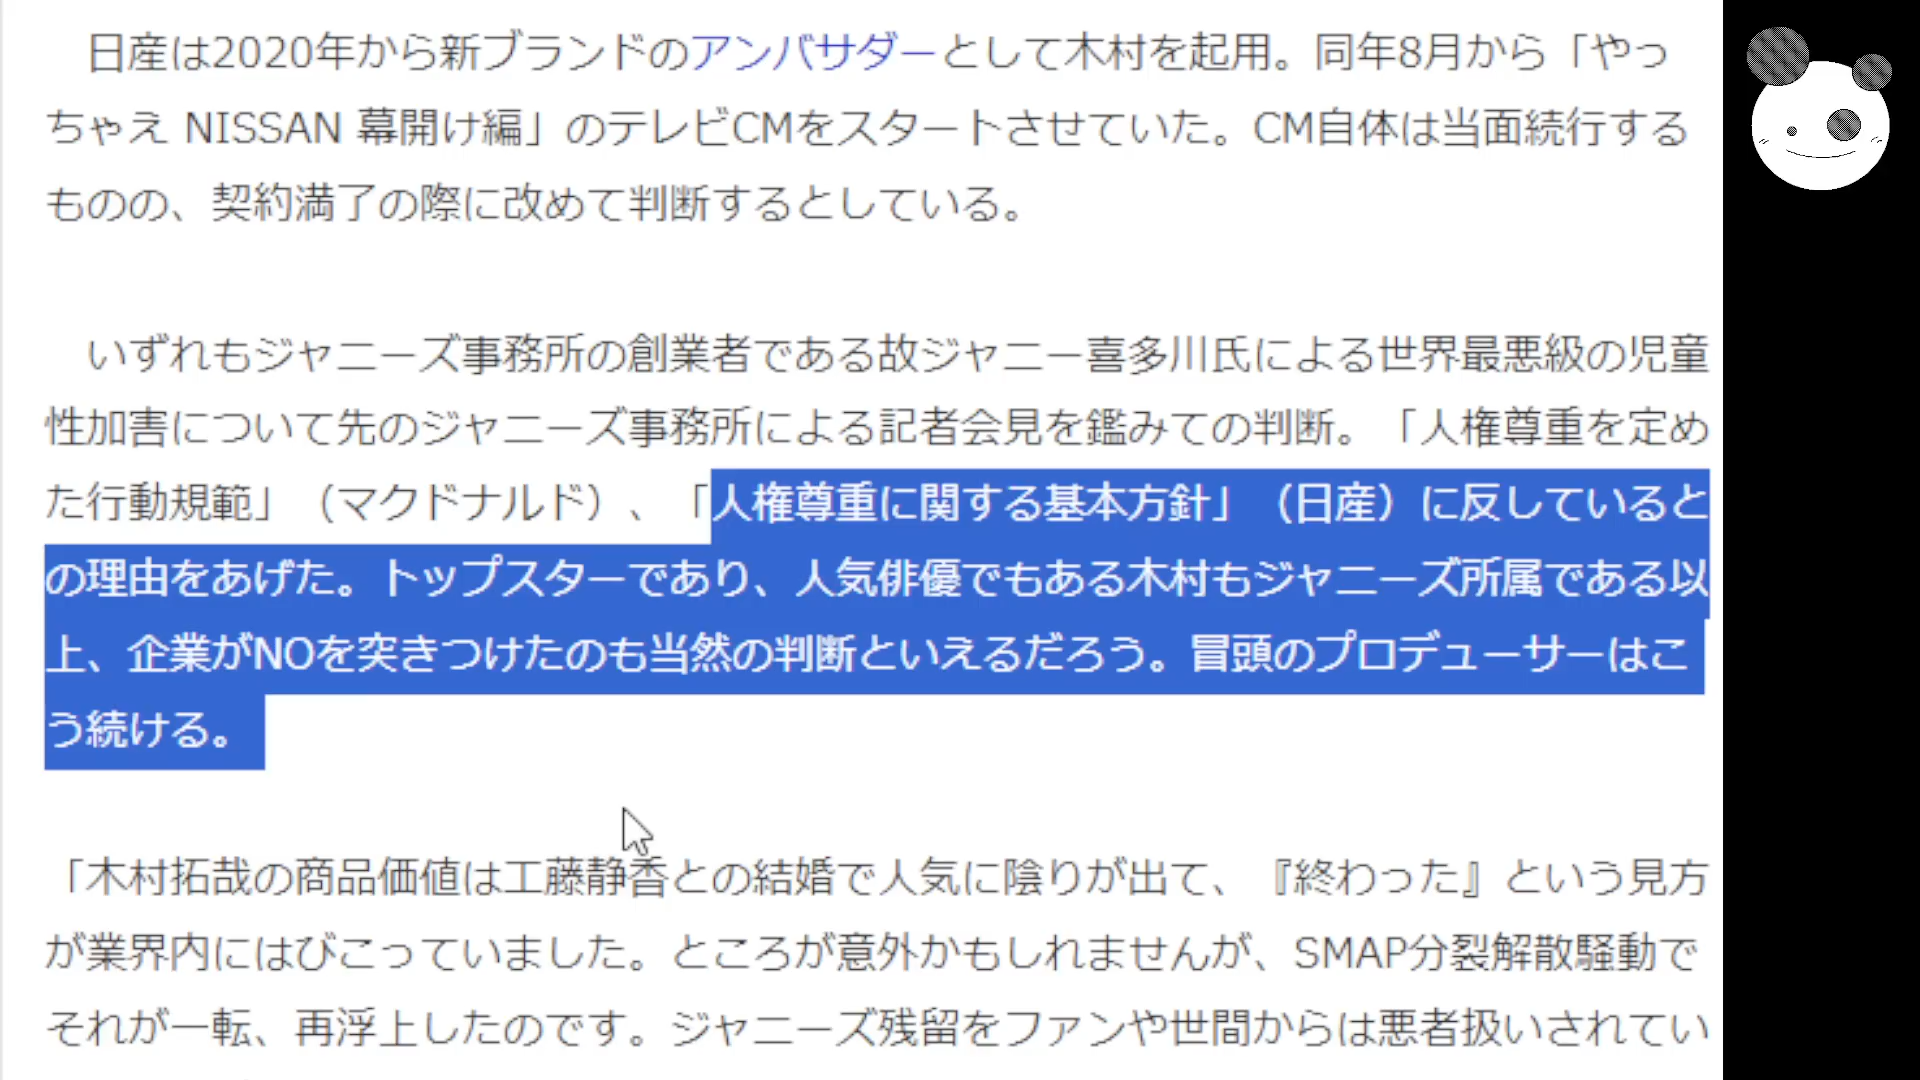 日産は2020年から新ブランドのアンバサダーとして木村を起用。同年8月から「やっ
ちゃえ NISSAN 幕開け編」のテレビCMをスタートさせていた。CM自体は当面続行する
ものの、契約満了の際に改めて判断するとしている。
いずれもジャニーズ事務所の創業者である故ジャニー喜多川氏による世界最悪級の児童
性加害について先のジャニーズ事務所による記者会見を鑑みての判断。「人権尊重を定め
た行動規範」（マクドナルド）、「人権尊重に関する基本方針」（日産）に反していると
の理由をあげた。トップスターであり、人気俳優でもある木村もジャニーズ所属である以
上、企業がNOを突きつけたのも当然の判断といえるだろう。冒頭のプロデューサーはこ
う続ける。
「木村拓哉の商品価値は工藤静香との結婚で人気に陰りが出て、『終わった』という見方
が業界内にはびこっていました。ところが意外かもしれませんが、SMAP分裂解散騒動で
それが一転、再浮上したのです。ジャニーズ残留をファンや世間からは悪者扱いされてい